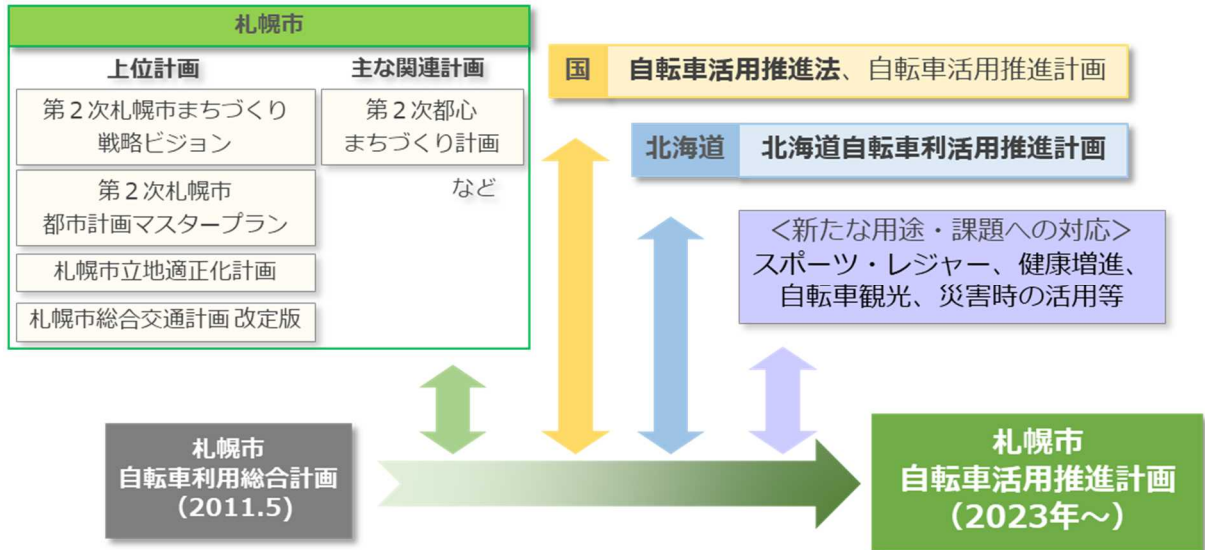 札幌市
上位計画
第２次札幌市まちづくり
戦略ビジョン
第２次札幌市
都市計画マスタープラン
札幌市立地適正化計画
札幌市総合交通計画 改定版
主な関連計画
第２次都心
まちづくり計画
など
国 自転車活用推進法、自転車活用推進計画
北海道 北海道自転車利活用推進計画
＜新たな用途・課題への対応＞
スポーツ・レジャー、健康増進、
自転車観光、災害時の活用等
札幌市
自転車利用総合計画
(2011.5)
札幌市
自転車活用推進計画
（2023年～）